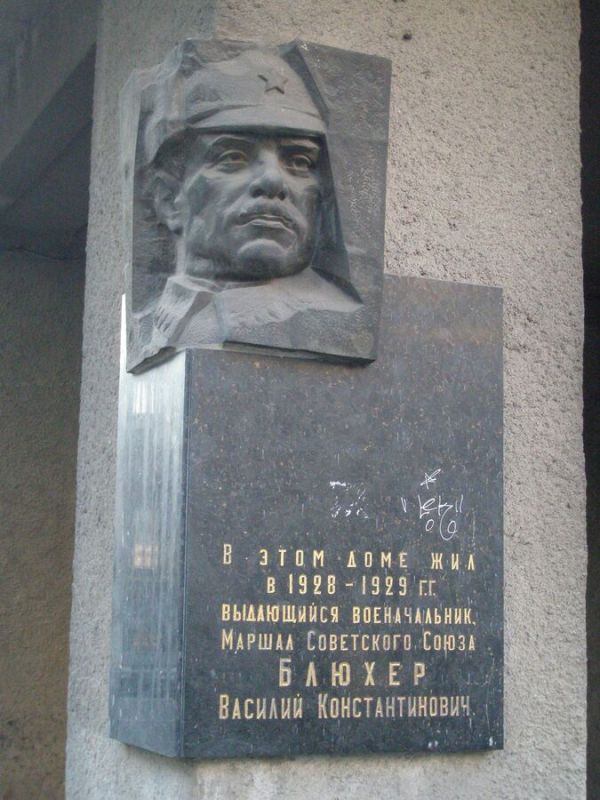 В ЭТОМ ДОМЕ ЖИЛ
В 1928 - 1929 ГГ.
ВЫДАЮЩИЙСЯ ВОЕНАЧАЛЬНИК,
МАРШАЛ СОВЕТСКОГО СОЮЗА
БЛЮХЕР
ВАСИЛИЙ КОНСТАНТИНОВИЧ